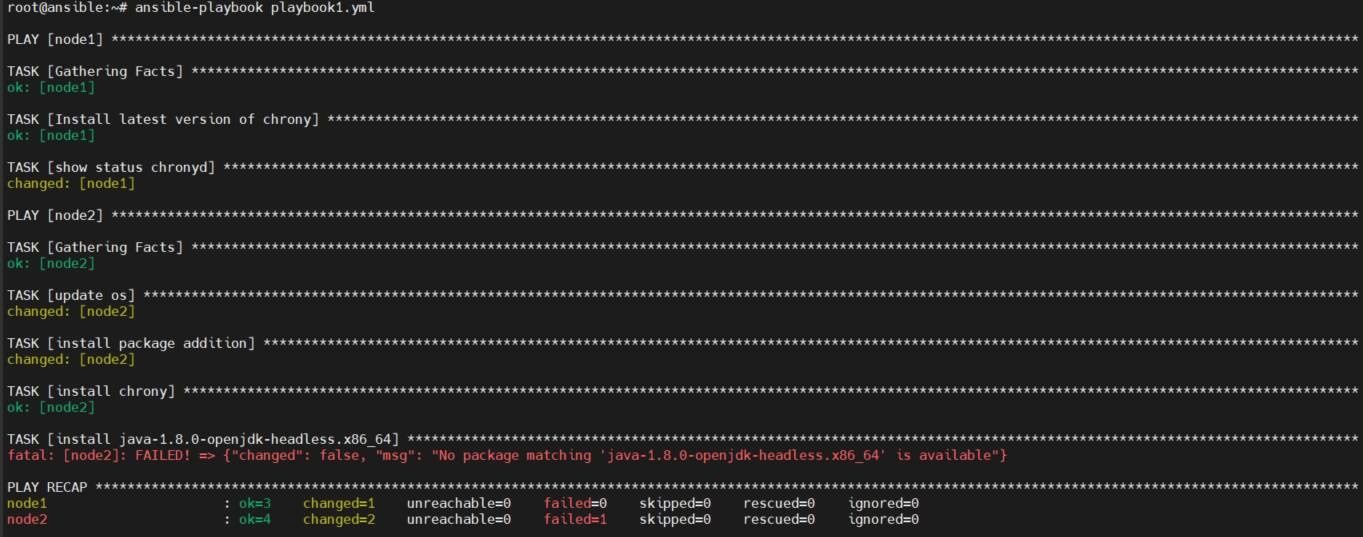 root@ansible:~# ansible-playbook playbook1.yml
PLAY [node1] ************************************************************************************************************************************************************
TASK [Gathering Facts] **************************************************************************************************************************************************
ok: [node1]
TASK [Install latest version of chrony] *********************************************************************************************************************************
ok: [node1]
TASK [show status chronyd] **********************************************************************************************************************************************
changed: [node1]
PLAY [node2] ************************************************************************************************************************************************************
TASK [Gathering Facts] **************************************************************************************************************************************************
ok: [node2]
TASK [update os] ********************************************************************************************************************************************************
changed: [node2]
TASK [install package addition] *****************************************************************************************************************************************
changed: [node2]
TASK [install chrony] ***************************************************************************************************************************************************
ok: [node2]
TASK [install java-1.8.0-openjdk-headless.x86_64] ***********************************************************************************************************************
fatal: [node2]: FAILED! => {"changed": false, "msg": "No package matching 'java-1.8.0-openjdk-headless.x86_64' is available"}
PLAY RECAP **************************************************************************************************************************************************************
node1                      : ok=3    changed=1    unreachable=0    failed=0    skipped=0    rescued=0    ignored=0
node2                      : ok=4    changed=2    unreachable=0    failed=1    skipped=0    rescued=0    ignored=0